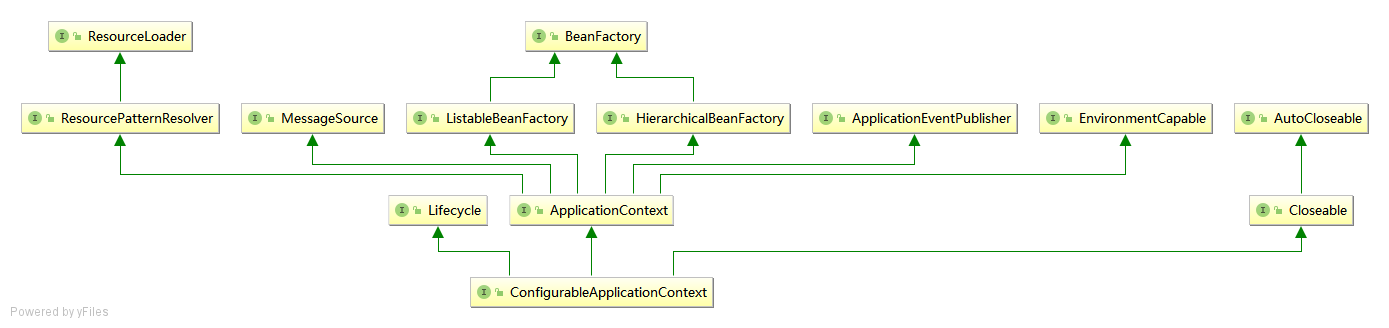 ResourceLoader
BeanFactory
ResourcePatternResolver
MessageSource
ListableBeanFactory
HierarchicalBeanFactory
ApplicationEventPublisher
EnvironmentCapable
AutoCloseable
Lifecycle
ApplicationContext
Closeable
ConfigurableApplicationContext
Powered by yFiles